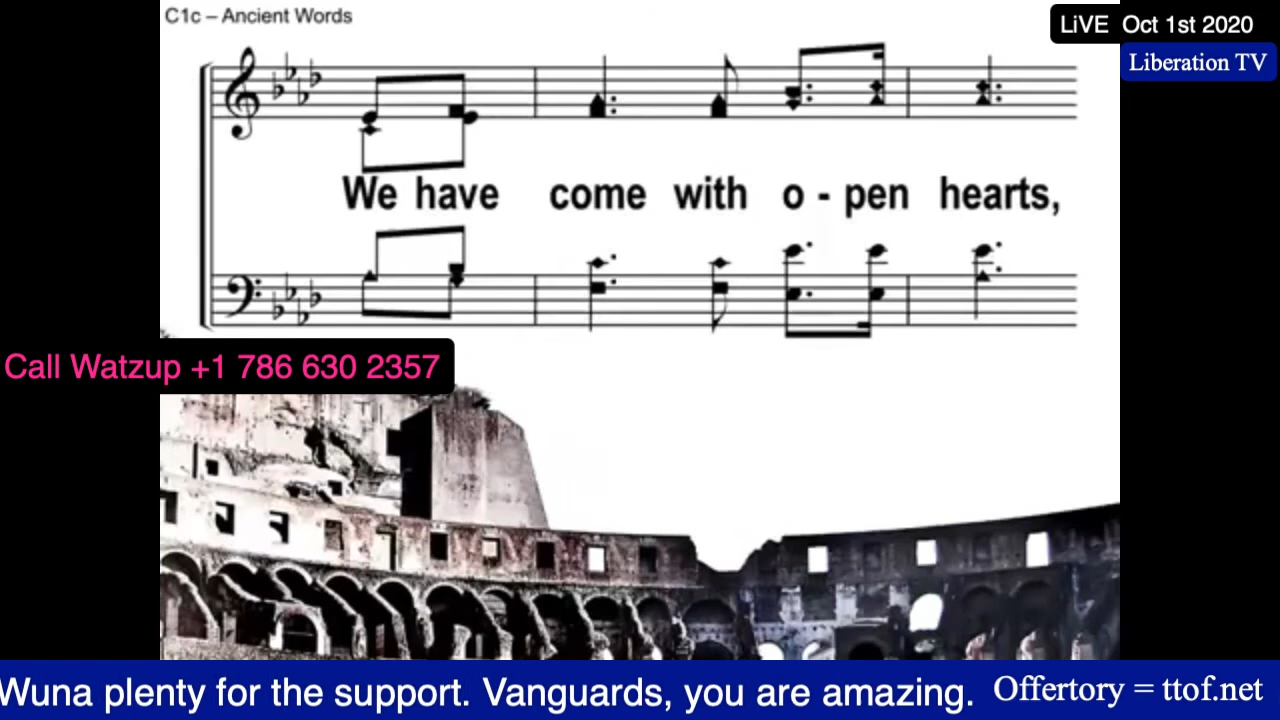 C1c – Ancient Words
LiVE Oct 1st 2020
Liberation TV
We have come with o - pen hearts,
Call Watzup +1 786 630 2357
Wuna plenty for the support. Vanguards, you are amazing.
Offertory = ttof.net